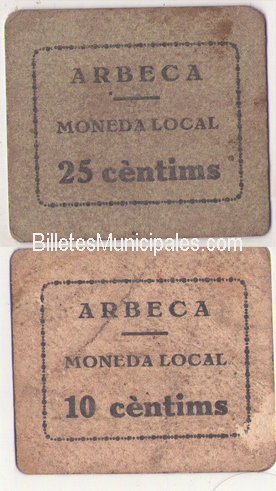 ARBECA
MONEDA LOCAL
25 cèntims
BilletesMunicipales.com
ARBECA
MONEDA LOCAL
10 cèntims